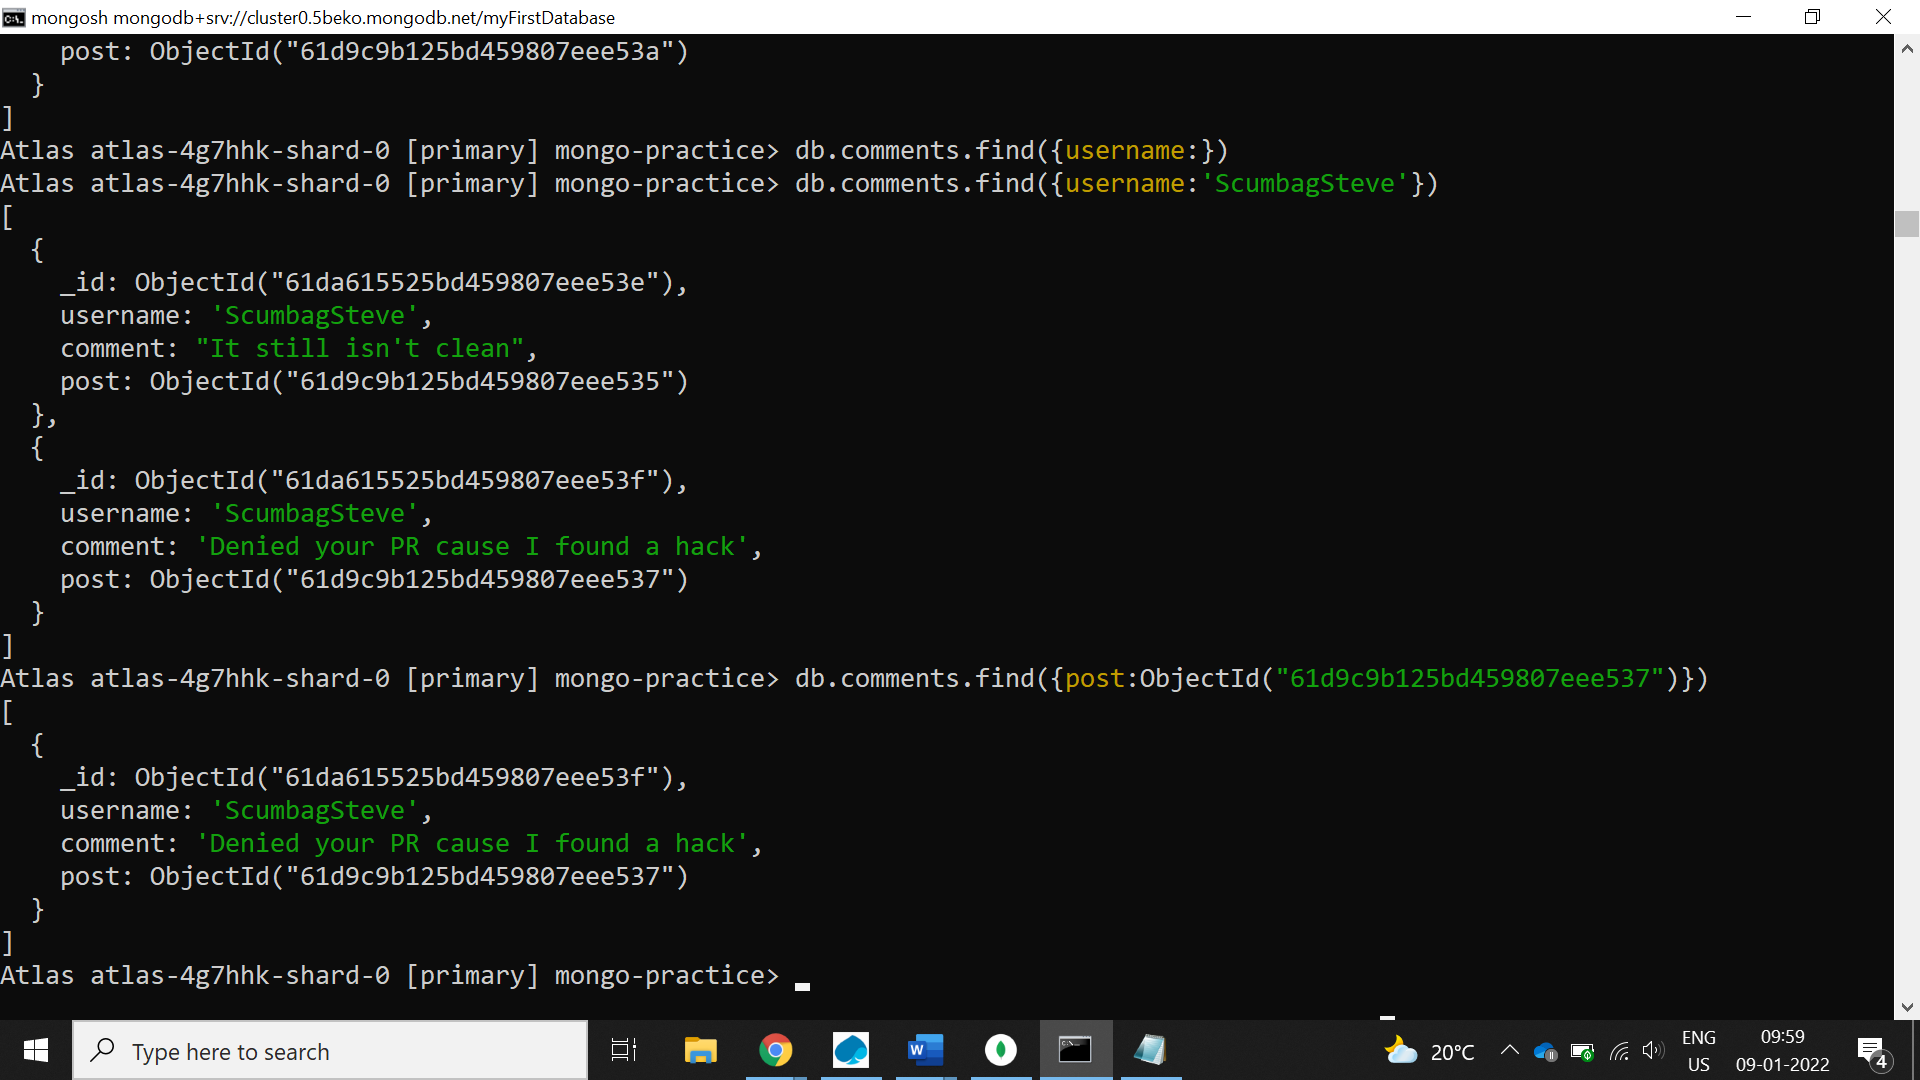 mongosh mongodb+srv://cluster0.5beko.mongodb.net/myFirstDatabase
    post: ObjectId("61d9c9b125bd459807eee53a")
  }
]
Atlas atlas-4g7hhk-shard-0 [primary] mongo-practice> db.comments.find({username:})
Atlas atlas-4g7hhk-shard-0 [primary] mongo-practice> db.comments.find({username:'ScumbagSteve'})
[
  {
    _id: ObjectId("61da615525bd459807eee53e"),
    username: 'ScumbagSteve',
    comment: "It still isn't clean",
    post: ObjectId("61d9c9b125bd459807eee535")
  },
  {
    _id: ObjectId("61da615525bd459807eee53f"),
    username: 'ScumbagSteve',
    comment: 'Denied your PR cause I found a hack',
    post: ObjectId("61d9c9b125bd459807eee537")
  }
]
Atlas atlas-4g7hhk-shard-0 [primary] mongo-practice> db.comments.find({post:ObjectId("61d9c9b125bd459807eee537")})
[
  {
    _id: ObjectId("61da615525bd459807eee53f"),
    username: 'ScumbagSteve',
    comment: 'Denied your PR cause I found a hack',
    post: ObjectId("61d9c9b125bd459807eee537")
  }
]
Atlas atlas-4g7hhk-shard-0 [primary] mongo-practice>
Type here to search
W
20°C
ENG
US
09:59
09-01-2022
4